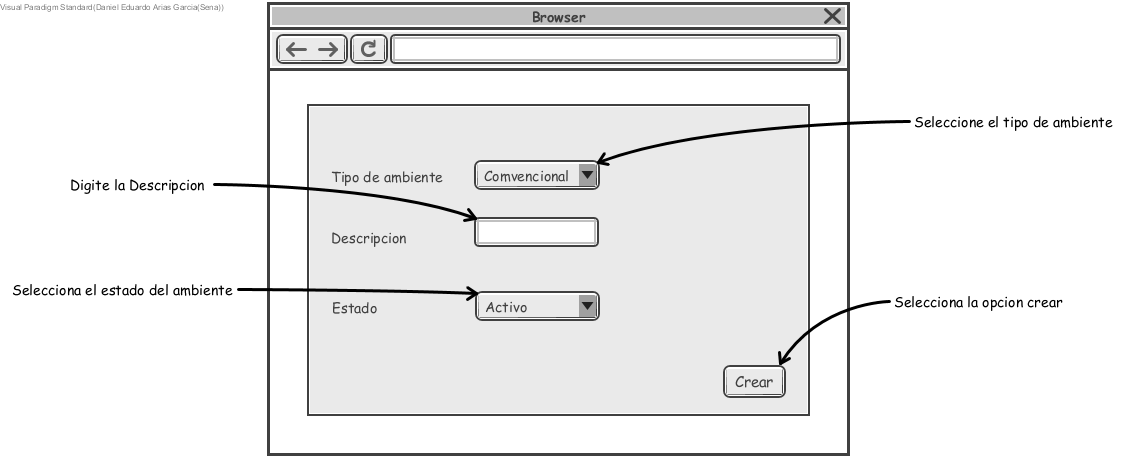 Visual Paradigm Standard(Daniel Eduardo Arias Garcia(Sena))
Browser
Seleccione el tipo de ambiente
Tipo de ambiente
Comvencional
Digite la Descripcion
Descripcion
Selecciona el estado del ambiente
Estado
Activo
Selecciona la opcion crear
Crear